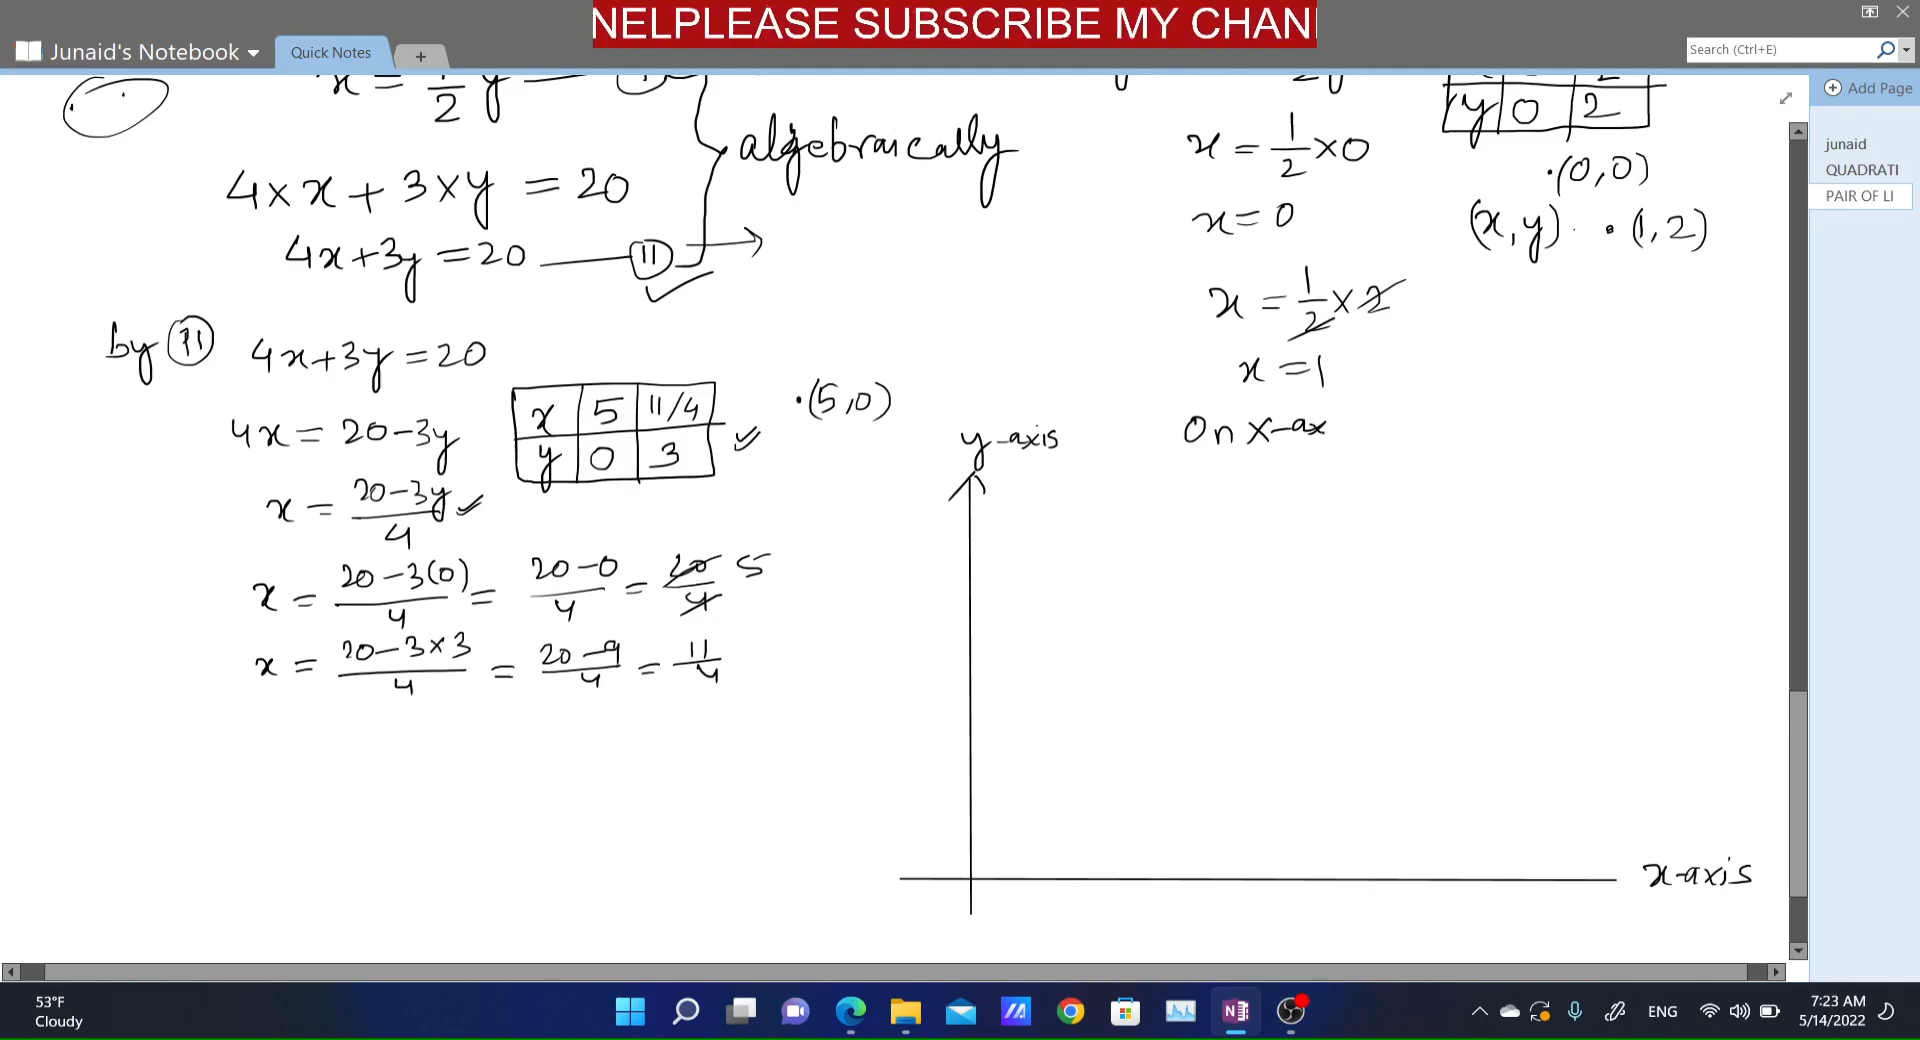 NELPLEASE SUBSCRIBE MY CHAN
Junaid's Notebook
Quick Notes
+
Search (Ctrl+E)
Add Page
junaid
QUADRATI
PAIR OF LI
x = 1/2 y
4 × x + 3 × y = 20
4x + 3y = 20 — (II)
algebraically
by (II) 4x + 3y = 20
4x = 20 - 3y
x = (20 - 3y)/4
x | 5 | 11/4
y | 0 | 3
·(5,0)
x = (20 - 3(0))/4 = (20 - 0)/4 = 20/4 5
x = (20 - 3 × 3)/4 = (20 - 9)/4 = 11/4
y | 0 | 2
x = 1/2 × 0
x = 0
·(0,0)
(x,y) · (1,2)
x = 1/2 × 2
x = 1
On X-ax
y-axis
x-axis
53°F
Cloudy
ENG
7:23 AM
5/14/2022